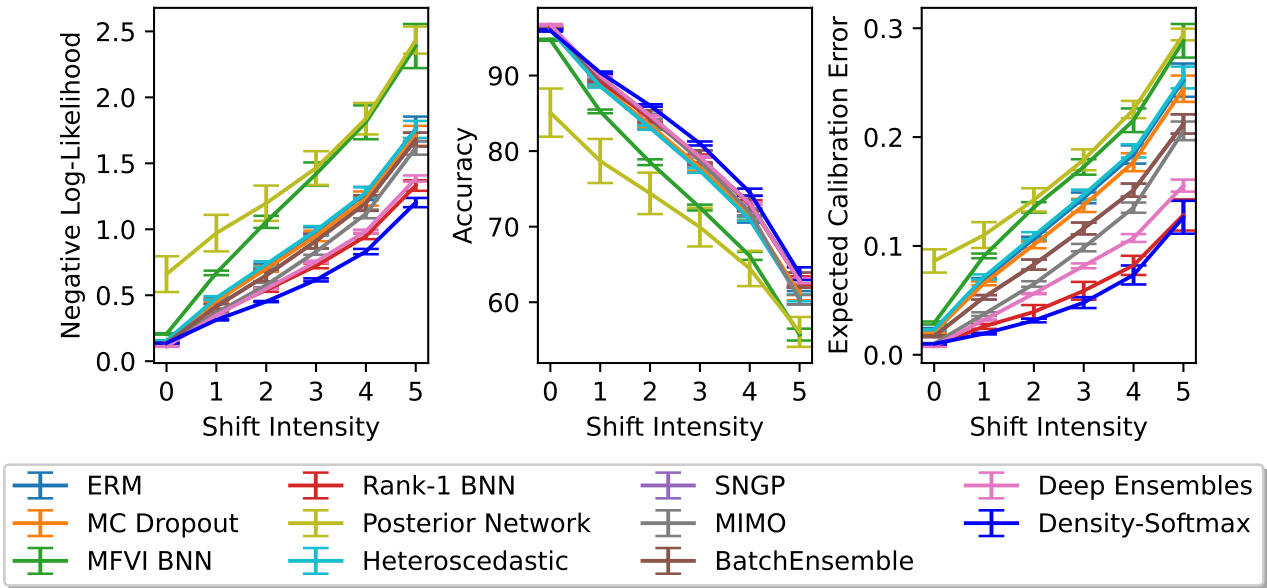 Negative Log-Likelihood
2.5
2.0
1.5
1.0
0.5
0.0
0 1 2 3 4 5
Shift Intensity
Accuracy
90
80
70
60
0 1 2 3 4 5
Shift Intensity
Expected Calibration Error
0.3
0.2
0.1
0.0
0 1 2 3 4 5
Shift Intensity
ERM
MC Dropout
MFVI BNN
Rank-1 BNN
Posterior Network
Heteroscedastic
SNGP
MIMO
BatchEnsemble
Deep Ensembles
Density-Softmax